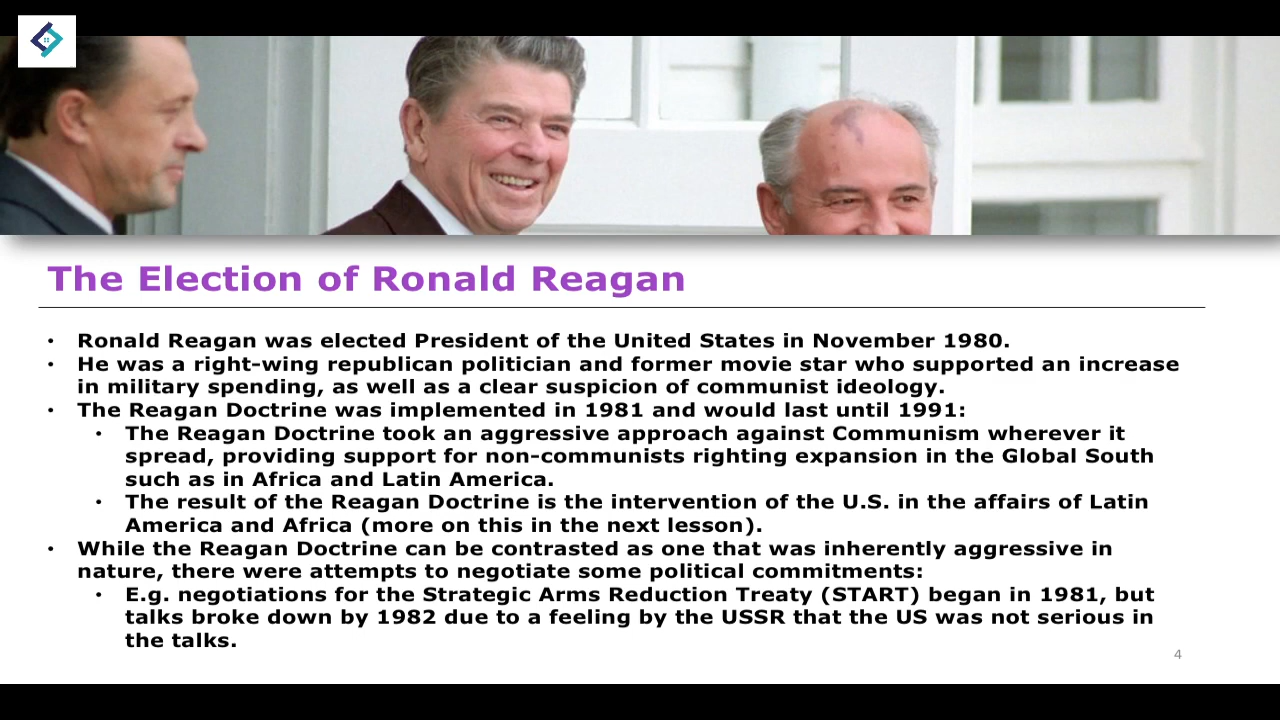 The Election of Ronald Reagan
• Ronald Reagan was elected President of the United States in November 1980.
• He was a right-wing republican politician and former movie star who supported an increase
in military spending, as well as a clear suspicion of communist ideology.
• The Reagan Doctrine was implemented in 1981 and would last until 1991:
• The Reagan Doctrine took an aggressive approach against Communism wherever it
spread, providing support for non-communists righting expansion in the Global South
such as in Africa and Latin America.
• The result of the Reagan Doctrine is the intervention of the U.S. in the affairs of Latin
America and Africa (more on this in the next lesson).
• While the Reagan Doctrine can be contrasted as one that was inherently aggressive in
nature, there were attempts to negotiate some political commitments:
• E.g. negotiations for the Strategic Arms Reduction Treaty (START) began in 1981, but
talks broke down by 1982 due to a feeling by the USSR that the US was not serious in
the talks.
4